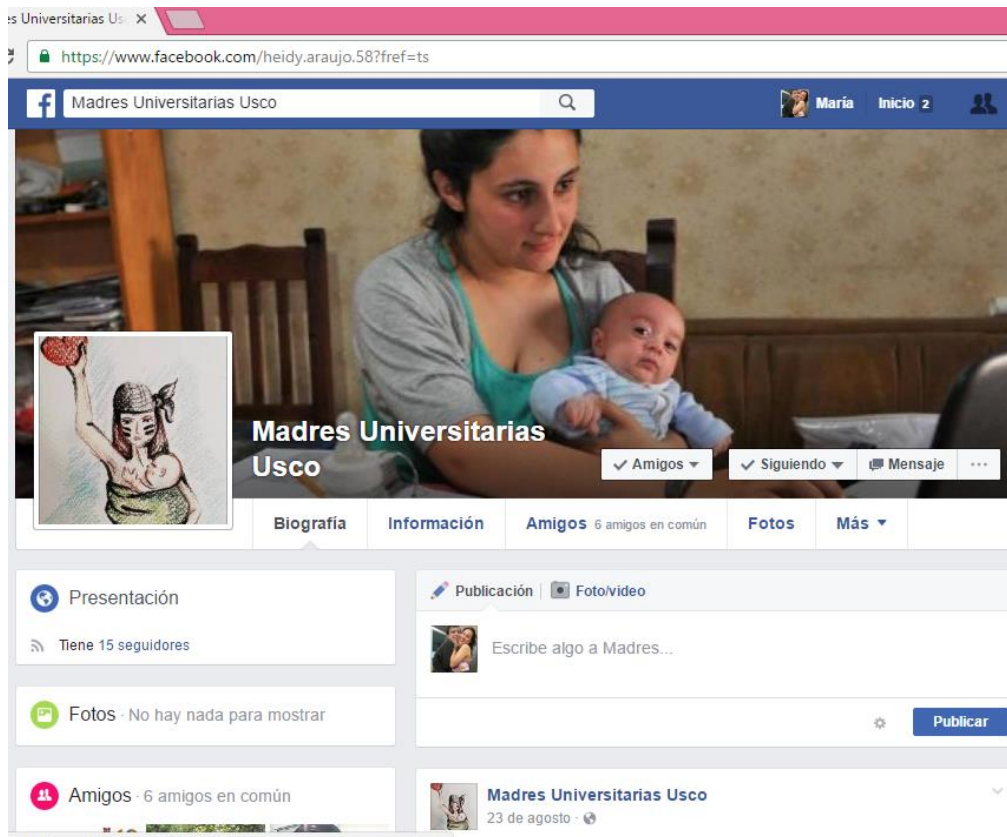 es Universitarias Us
https://www.facebook.com/heidy.araujo.58?fref=ts
f Madres Universitarias Usco María Inicio 2
Madres Universitarias
Usco
Amigos Siguiendo Mensaje ...
Biografía Información Amigos 6 amigos en común Fotos Más
Presentación
Tiene 15 seguidores
Fotos · No hay nada para mostrar
Amigos · 6 amigos en común
Publicación Foto/video
Escribe algo a Madres...
Publicar
Madres Universitarias Usco
23 de agosto ·